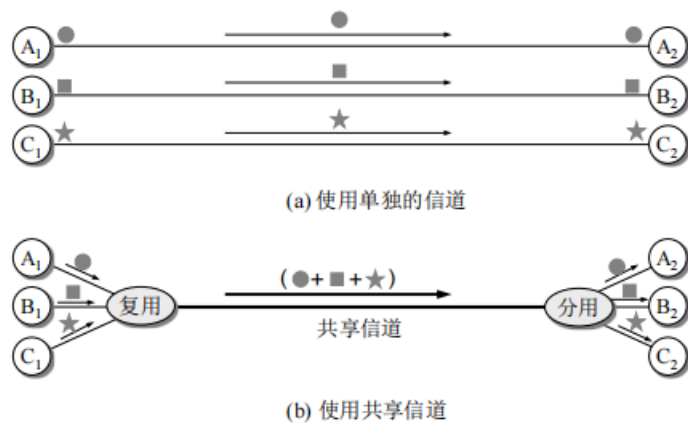 A₁ A₂
B₁ B₂
C₁ C₂
(a) 使用单独的信道
A₁ A₂
(●+■+★)
B₁ 复用 分用 B₂
共享信道
C₁ C₂
(b) 使用共享信道